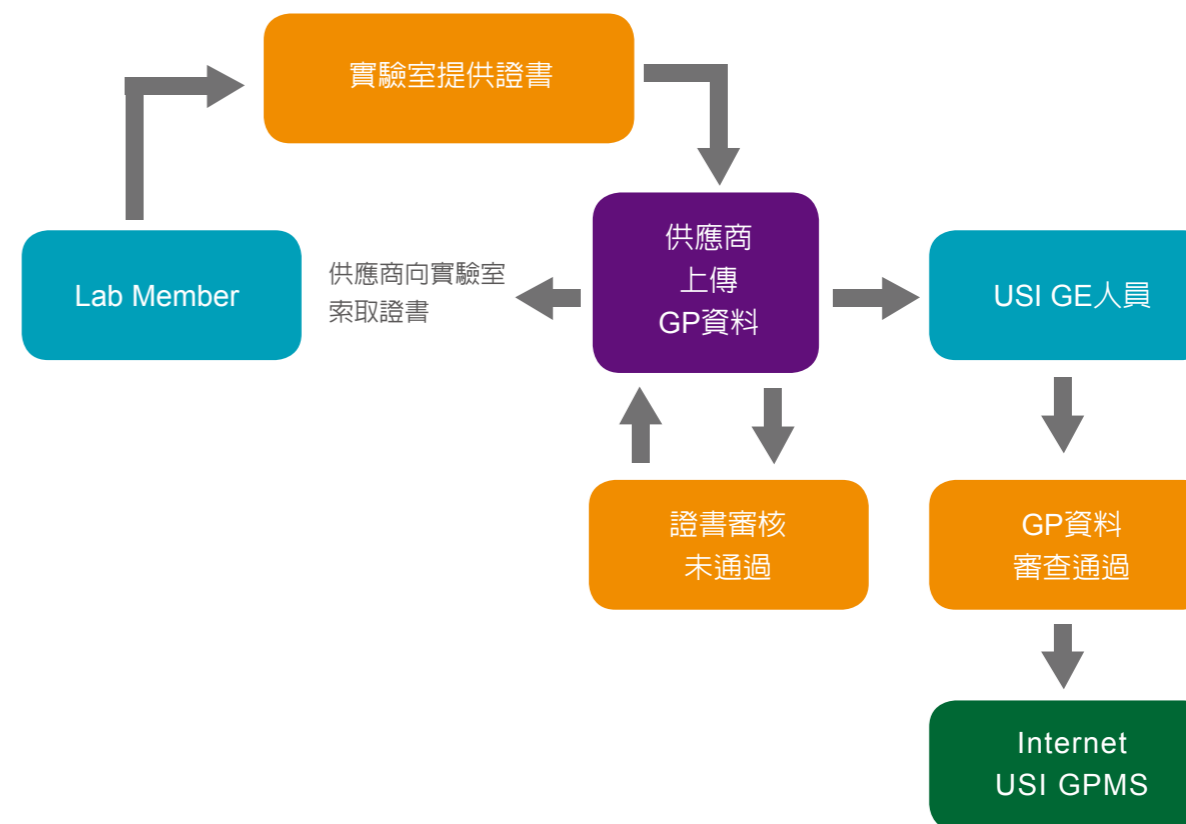 實驗室提供證書
Lab Member
供應商向實驗室
索取證書
供應商
上傳
GP資料
USI GE人員
證書審核
未通過
GP資料
審查通過
Internet
USI GPMS